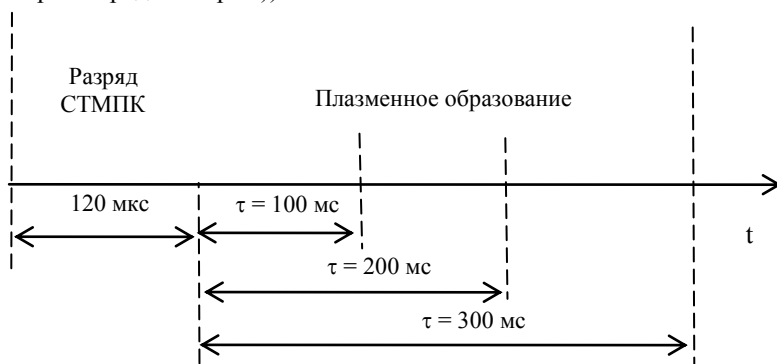 Разряд
СТМПК
Плазменное образование
120 мкс
τ = 100 мс
t
τ = 200 мс
τ = 300 мс